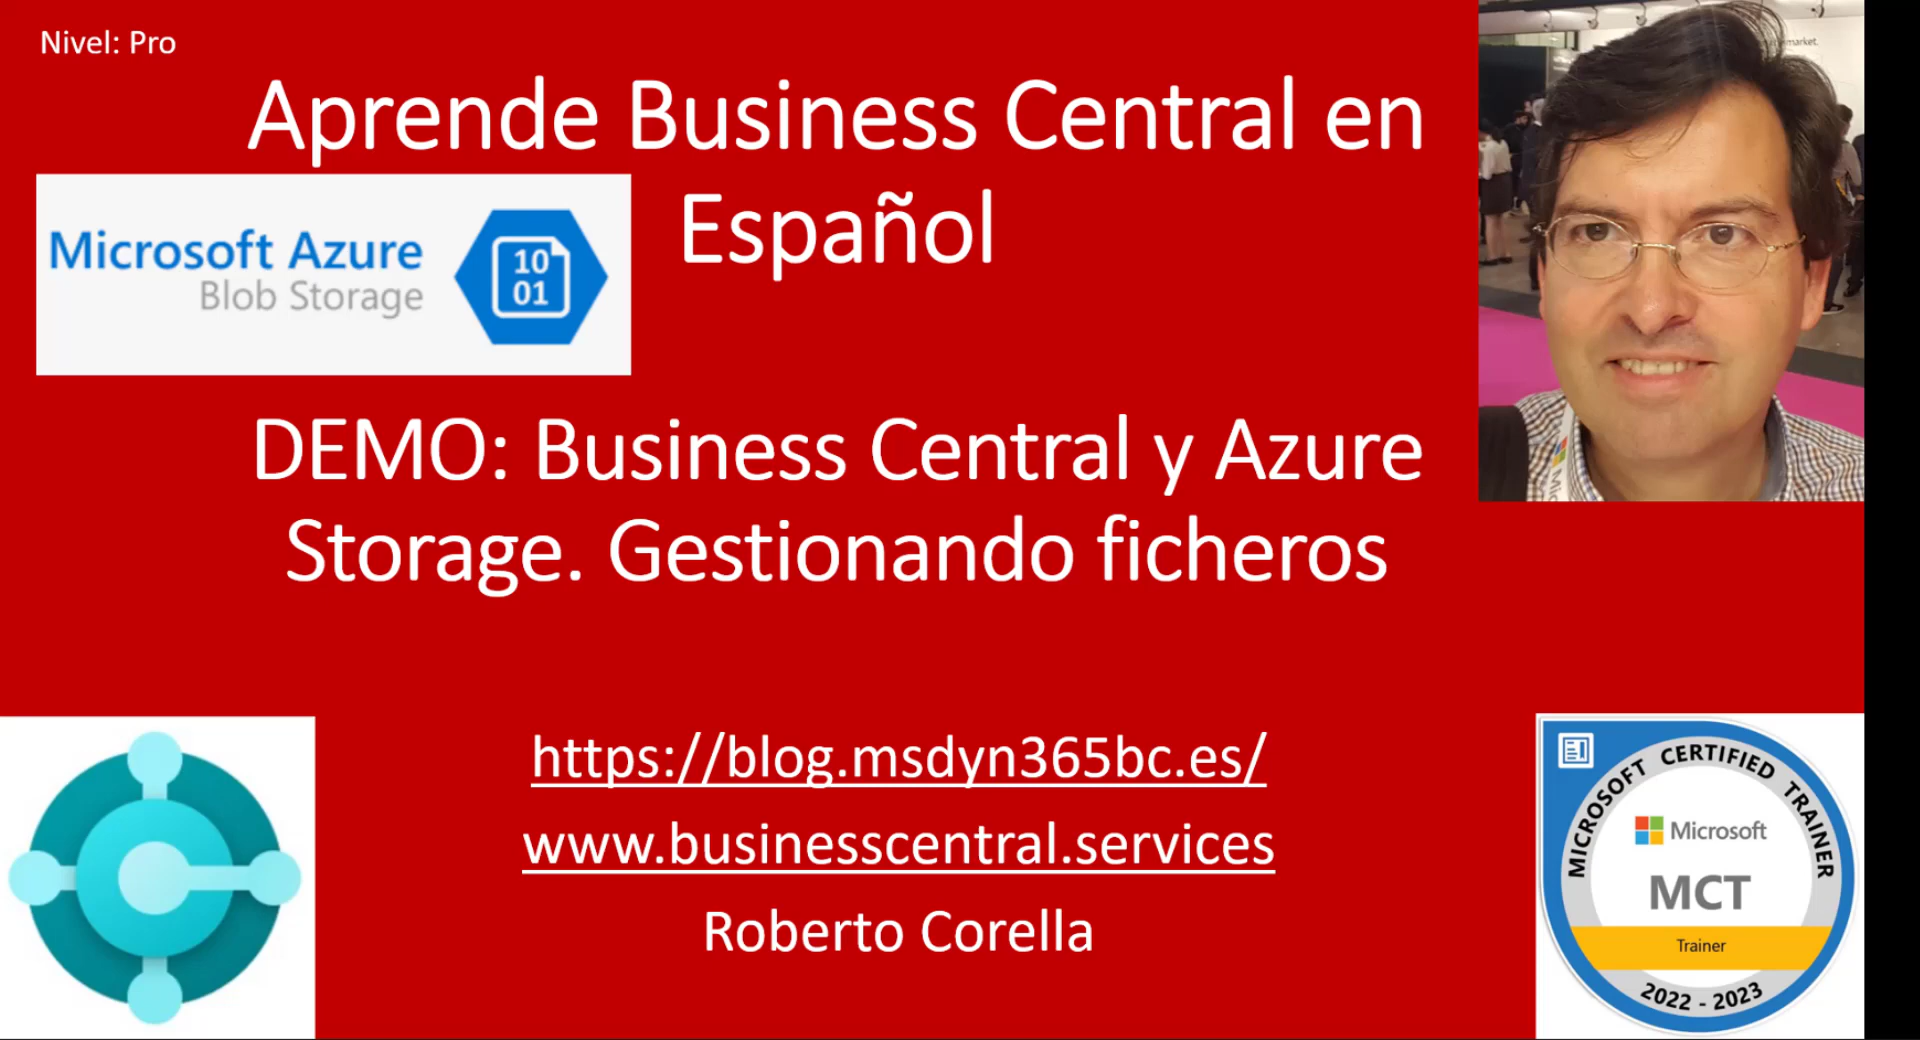 Nivel: Pro
Aprende Business Central en
Español
Microsoft Azure
Blob Storage
10
01
DEMO: Business Central y Azure
Storage. Gestionando ficheros
https://blog.msdyn365bc.es/
www.businesscentral.services
Roberto Corella
MICROSOFT CERTIFIED TRAINER
Microsoft
MCT
Trainer
2022 - 2023